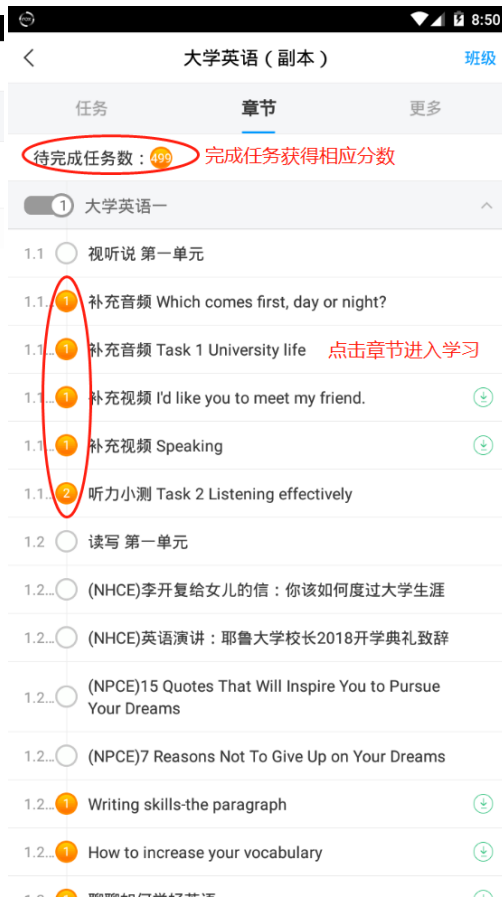 8:50
大学英语（副本）
班级
任务
章节
更多
待完成任务数：499
完成任务获得相应分数
1 大学英语一
1.1 视听说 第一单元
1.1... 1 补充音频 Which comes first, day or night?
1.1... 1 补充音频 Task 1 University life
点击章节进入学习
1.1... 1 补充视频 I'd like you to meet my friend.
1.1... 1 补充视频 Speaking
1.1... 2 听力小测 Task 2 Listening effectively
1.2 读写 第一单元
1.2... (NHCE)李开复给女儿的信：你该如何度过大学生涯
1.2... (NHCE)英语演讲：耶鲁大学校长2018开学典礼致辞
1.2... (NPCE)15 Quotes That Will Inspire You to Pursue
Your Dreams
1.2... (NPCE)7 Reasons Not To Give Up on Your Dreams
1.2... 1 Writing skills-the paragraph
1.2... 1 How to increase your vocabulary